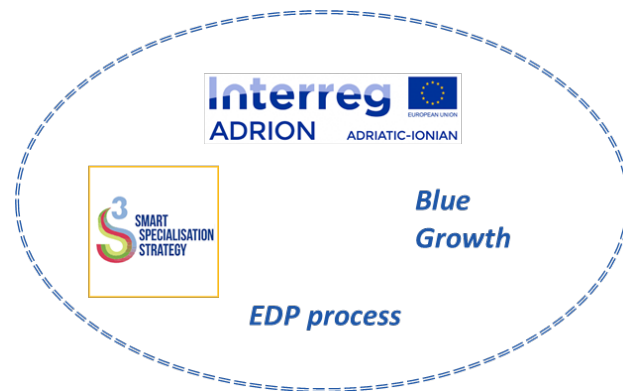 Interreg
EUROPEAN UNION
ADRION ADRIATIC-IONIAN
S3 SMART
SPECIALISATION
STRATEGY
Blue
Growth
EDP process